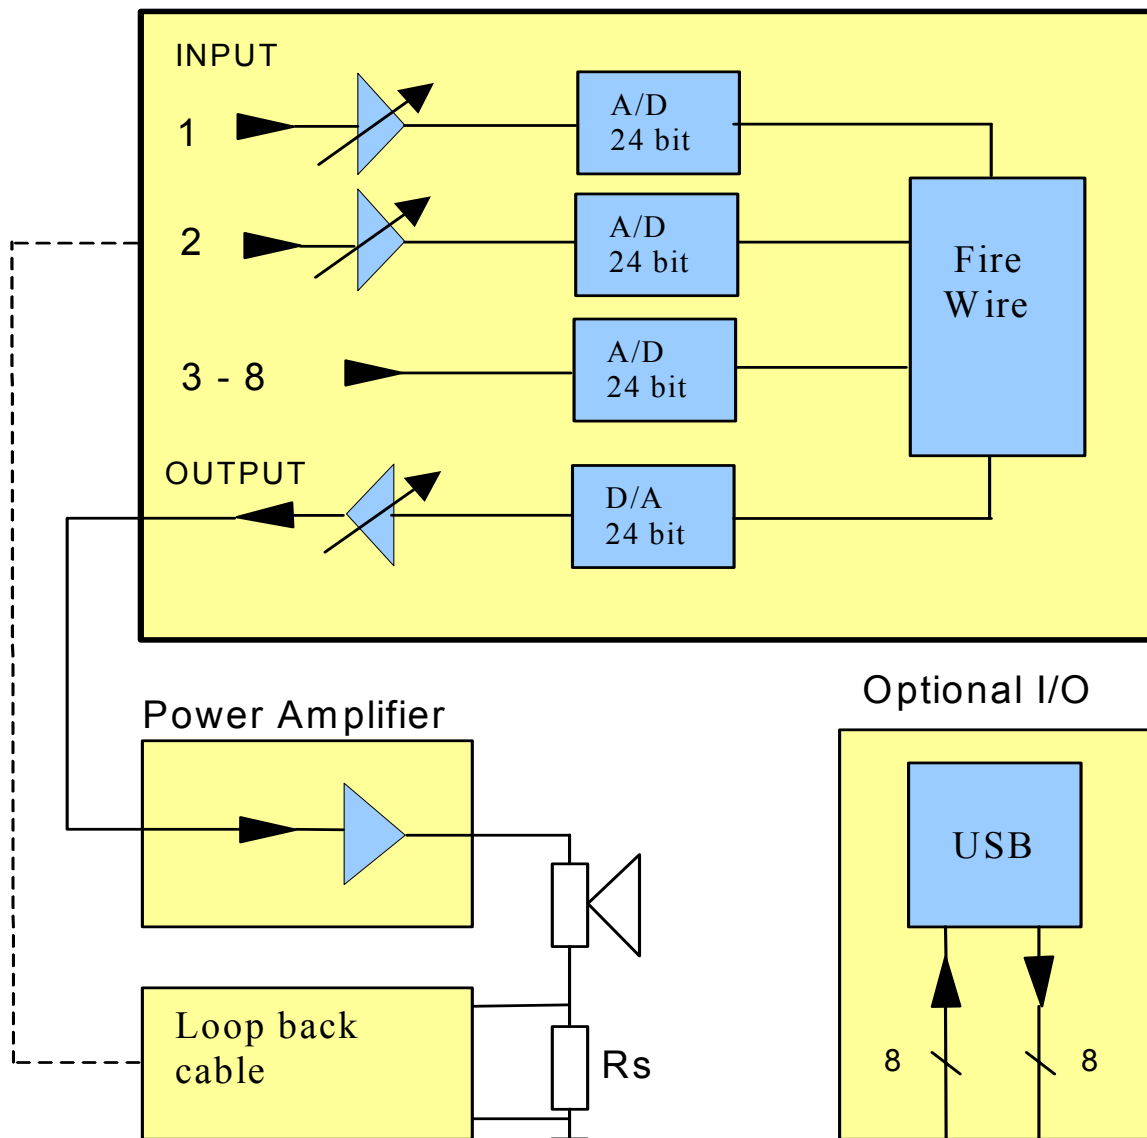 INPUT
1
A/D
24 bit
2
A/D
24 bit
Fire
Wire
3 - 8
A/D
24 bit
OUTPUT
D/A
24 bit
Power Amplifier
Optional I/O
USB
Loop back
cable
Rs
8
8